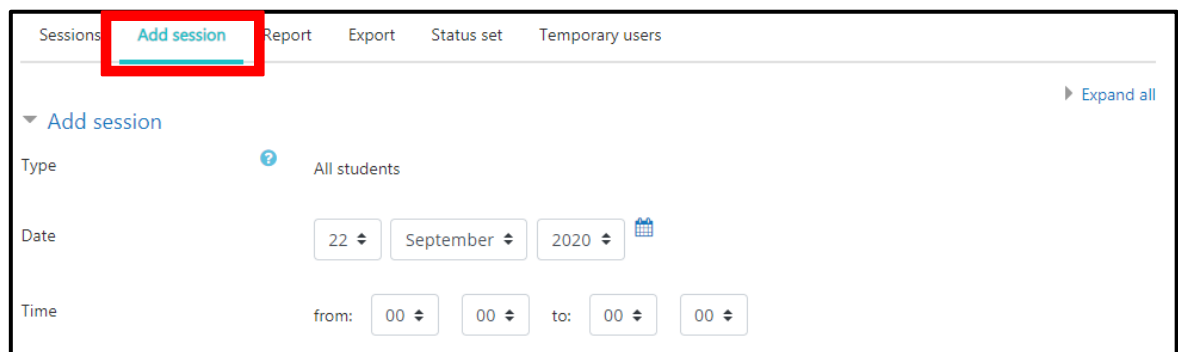 Sessions Add session Report Export Status set Temporary users
Expand all
Add session
Type ? All students
Date 22 September 2020
Time from: 00 00 to: 00 00